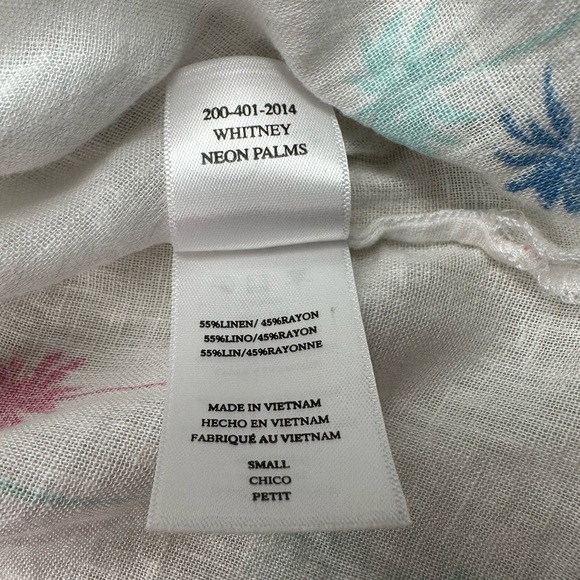 200-401-2014
WHITNEY
NEON PALMS
55%LINEN/ 45%RAYON
55%LINO/45%RAYON
55%LIN/45%RAYONNE
MADE IN VIETNAM
HECHO EN VIETNAM
FABRIQUÉ AU VIETNAM
SMALL
CHICO
PETIT